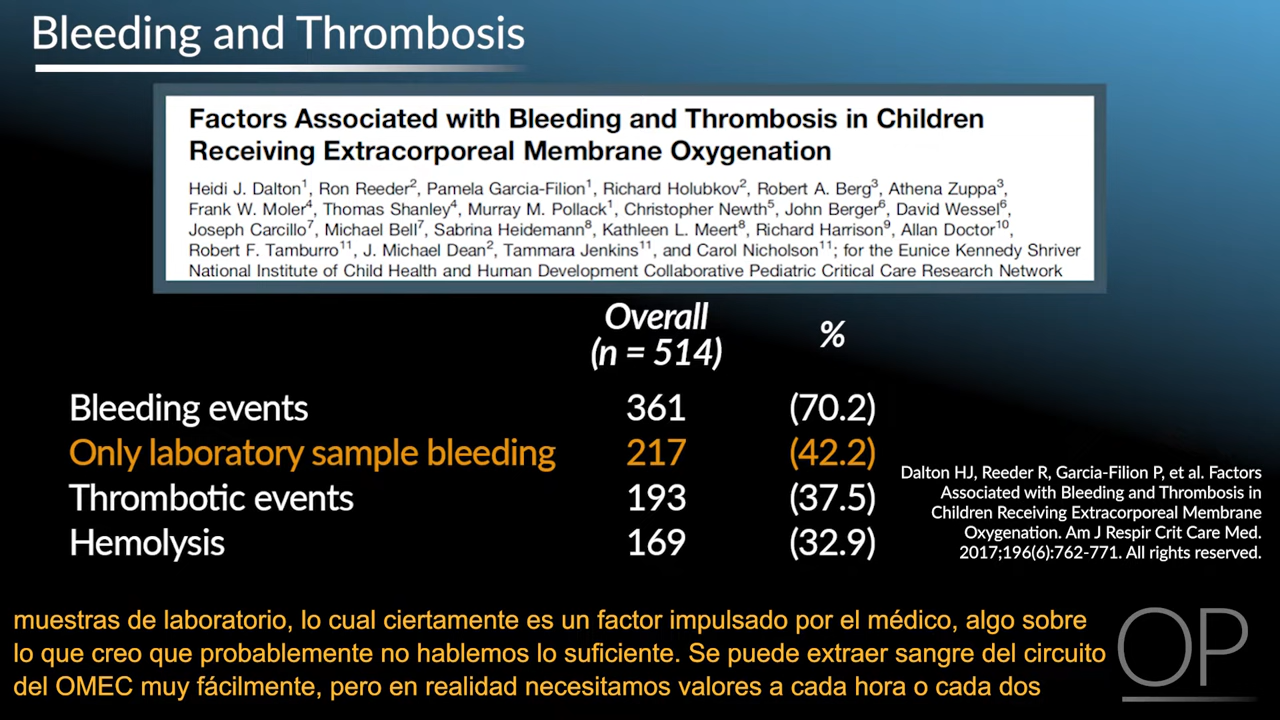 Bleeding and Thrombosis
Factors Associated with Bleeding and Thrombosis in Children
Receiving Extracorporeal Membrane Oxygenation
Heidi J. Dalton1, Ron Reeder2, Pamela Garcia-Filion1, Richard Holubkov2, Robert A. Berg3, Athena Zuppa3,
Frank W. Moler4, Thomas Shanley4, Murray M. Pollack1, Christopher Newth5, John Berger6, David Wessel6,
Joseph Carcillo7, Michael Bell7, Sabrina Heidemann8, Kathleen L. Meert8, Richard Harrison9, Allan Doctor10,
Robert F. Tamburro11, J. Michael Dean2, Tammara Jenkins11, and Carol Nicholson11; for the Eunice Kennedy Shriver
National Institute of Child Health and Human Development Collaborative Pediatric Critical Care Research Network
Overall
(n = 514) %
Bleeding events 361 (70.2)
Only laboratory sample bleeding 217 (42.2)
Thrombotic events 193 (37.5)
Hemolysis 169 (32.9)
Dalton HJ, Reeder R, Garcia-Filion P, et al. Factors
Associated with Bleeding and Thrombosis in
Children Receiving Extracorporeal Membrane
Oxygenation. Am J Respir Crit Care Med.
2017;196(6):762-771. All rights reserved.
muestras de laboratorio, lo cual ciertamente es un factor impulsado por el médico, algo sobre
lo que creo que probablemente no hablemos lo suficiente. Se puede extraer sangre del circuito
del OMEC muy fácilmente, pero en realidad necesitamos valores a cada hora o cada dos
OP